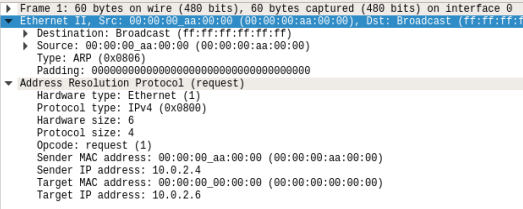 Frame 1: 60 bytes on wire (480 bits), 60 bytes captured (480 bits) on interface 0
Ethernet II, Src: 00:00:00_aa:00:00 (00:00:00:aa:00:00), Dst: Broadcast (ff:ff:ff:f
Destination: Broadcast (ff:ff:ff:ff:ff:ff)
Source: 00:00:00_aa:00:00 (00:00:00:aa:00:00)
Type: ARP (0x0806)
Padding: 000000000000000000000000000000000000
Address Resolution Protocol (request)
Hardware type: Ethernet (1)
Protocol type: IPv4 (0x0800)
Hardware size: 6
Protocol size: 4
Opcode: request (1)
Sender MAC address: 00:00:00_aa:00:00 (00:00:00:aa:00:00)
Sender IP address: 10.0.2.4
Target MAC address: 00:00:00_00:00:00 (00:00:00:00:00:00)
Target IP address: 10.0.2.6